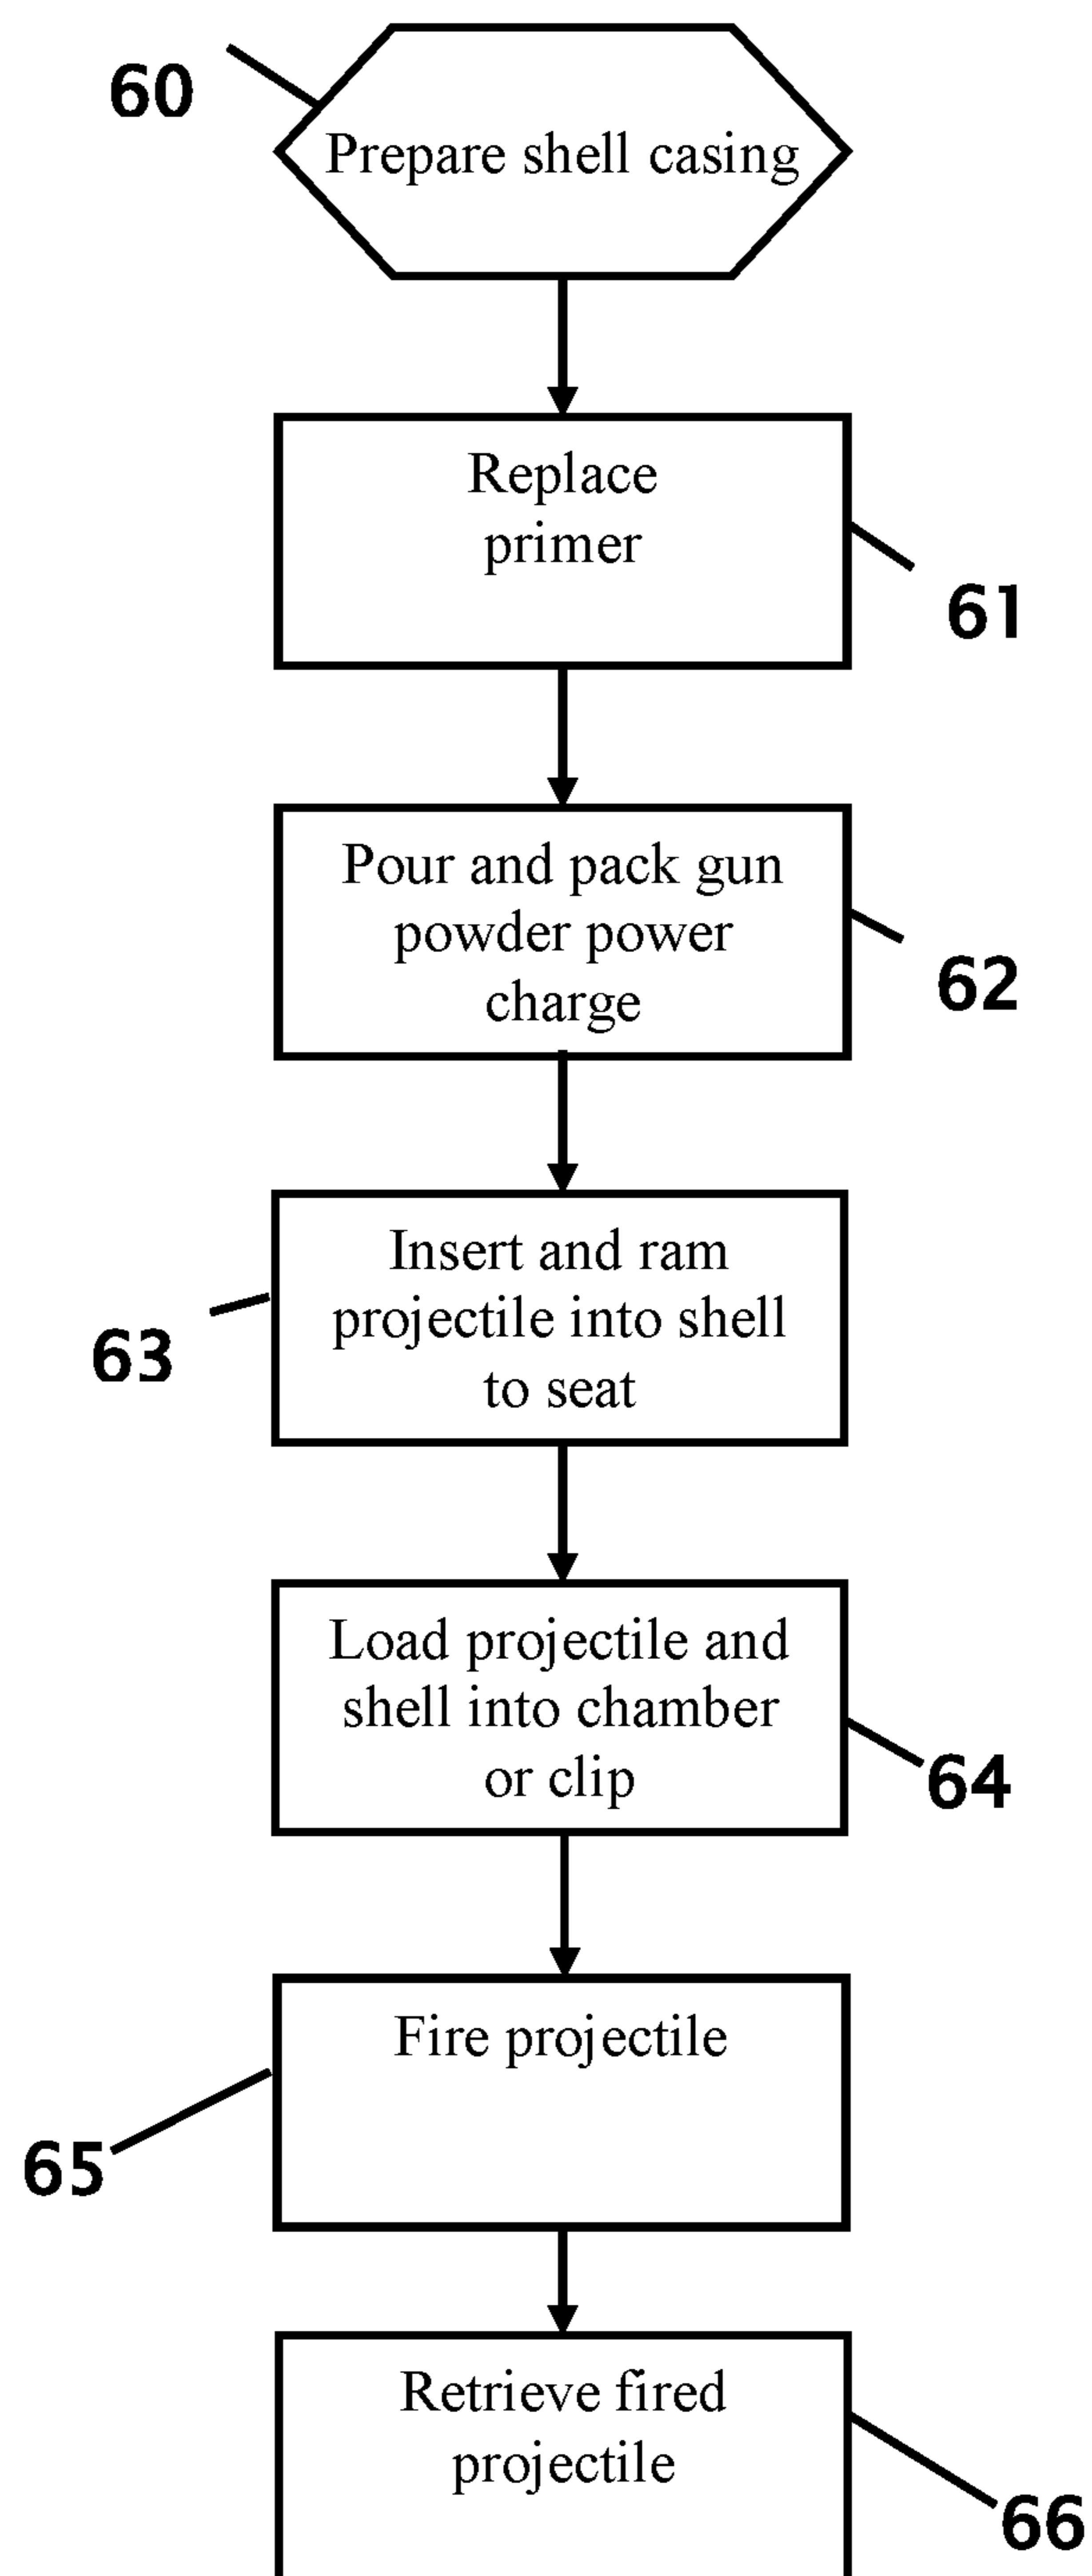 60
Prepare shell casing
Replace
primer
61
Pour and pack gun
powder power
charge
62
Insert and ram
projectile into shell
to seat
63
Load projectile and
shell into chamber
or clip
64
Fire projectile
65
Retrieve fired
projectile
66